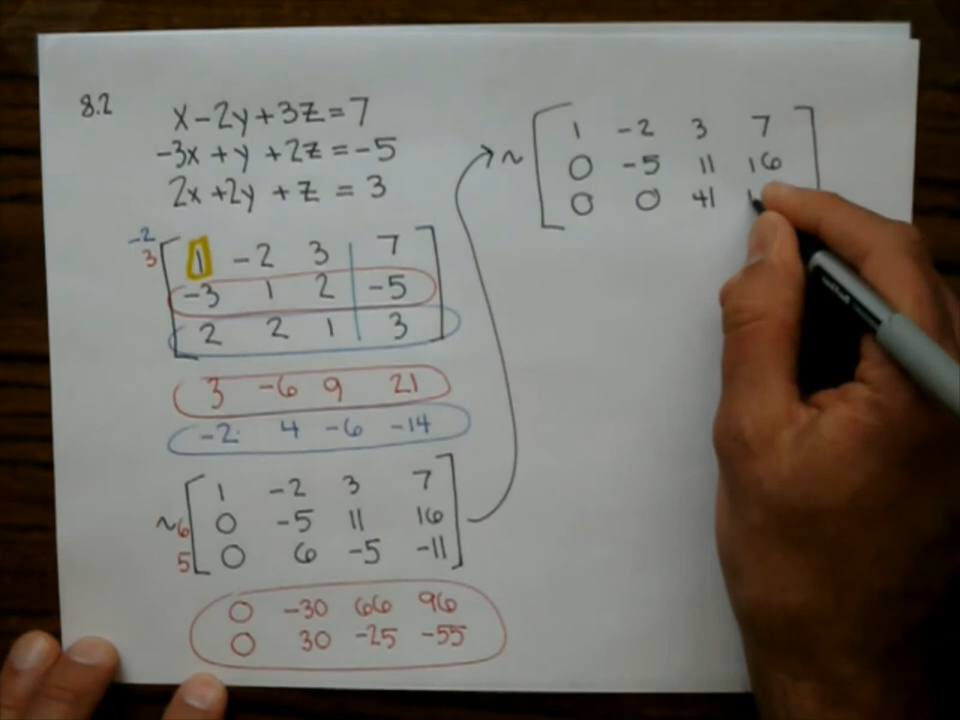 8.2
x-2y+3z=7
-3x+y+2z=-5
2x+2y+z=3
-2
3
1 -2 3 7
-3 1 2 -5
2 2 1 3
3 -6 9 21
-2 4 -6 -14
1 -2 3 7
~6 0 -5 11 16
5 0 6 -5 -11
0 -30 66 96
0 30 -25 -55
~ 1 -2 3 7
0 -5 11 16
0 0 41